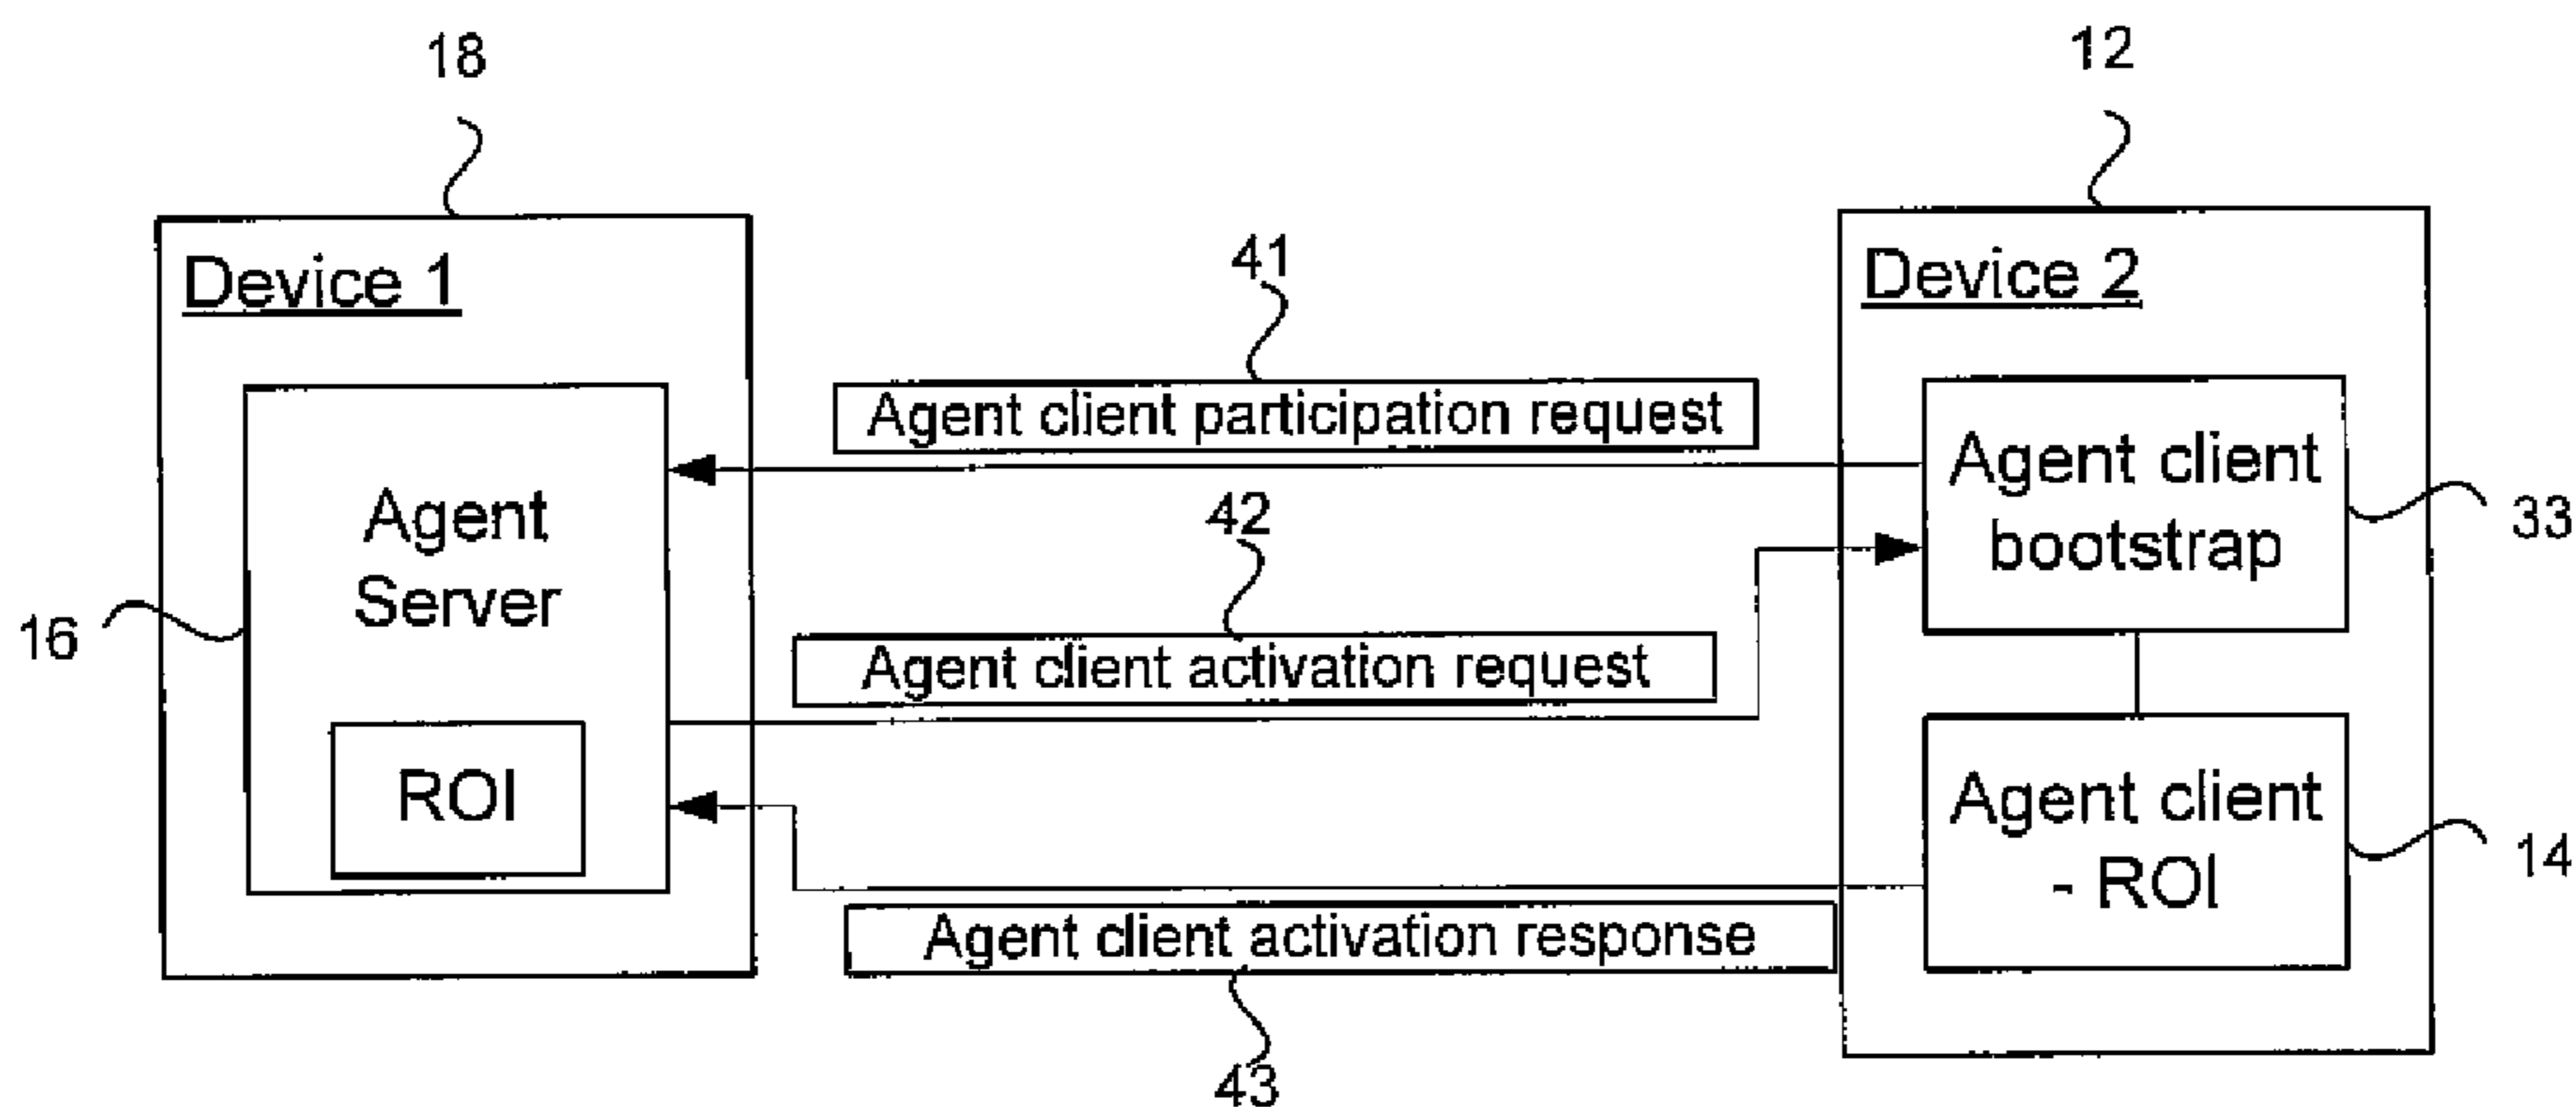 18
12
Device 1
Device 2
41
Agent client participation request
Agent
Server
Agent client
bootstrap
33
42
16
Agent client activation request
ROI
Agent client
- ROI
14
Agent client activation response
43